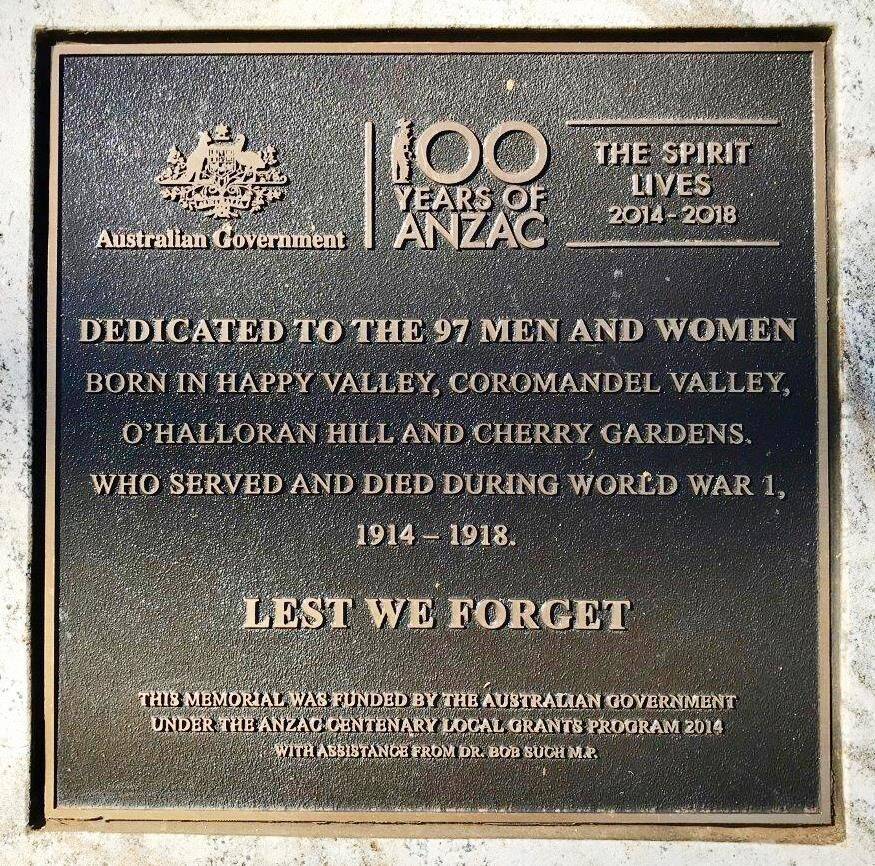 Australian Government
100
YEARS OF
ANZAC
THE SPIRIT
LIVES
2014-2018
DEDICATED TO THE 97 MEN AND WOMEN
BORN IN HAPPY VALLEY, COROMANDEL VALLEY,
O'HALLORAN HILL AND CHERRY GARDENS.
WHO SERVED AND DIED DURING WORLD WAR 1,
1914 – 1918.
LEST WE FORGET
THIS MEMORIAL WAS FUNDED BY THE AUSTRALIAN GOVERNMENT
UNDER THE ANZAC CENTENARY LOCAL GRANTS PROGRAM 2014
WITH ASSISTANCE FROM DR. BOB SUCH M.P.